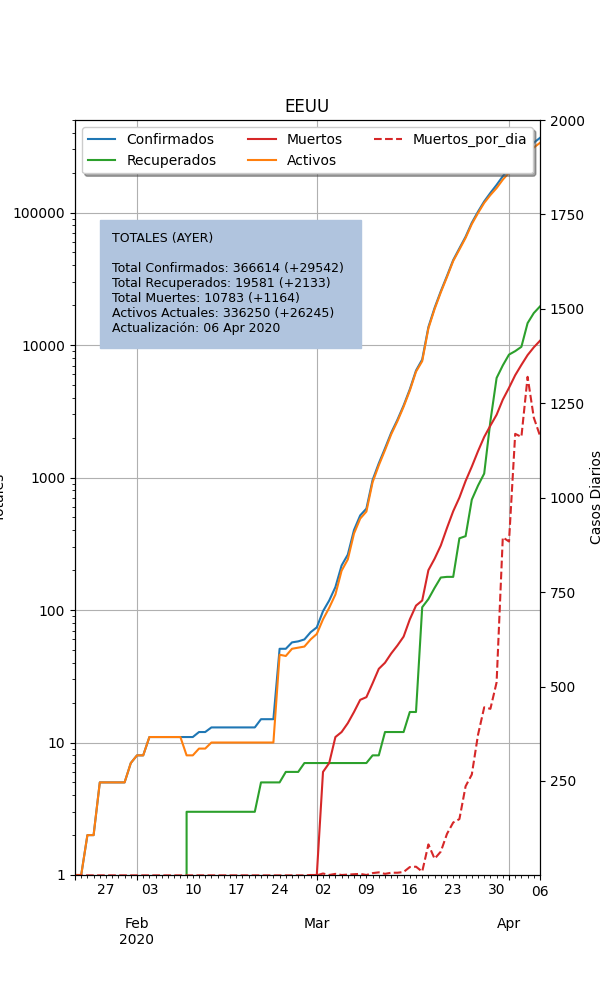 EEUU
Confirmados
Recuperados
Muertos
Activos
Muertos_por_dia
TOTALES (AYER)
Total Confirmados: 366614 (+29542)
Total Recuperados: 19581 (+2133)
Total Muertes: 10783 (+1164)
Activos Actuales: 336250 (+26245)
Actualización: 06 Apr 2020
100000
10000
1000
100
10
1
2000
1750
1500
1250
1000
750
500
250
Casos Diarios
27 03 10 17 24 02 09 16 23 30 06
Feb Mar Apr
2020